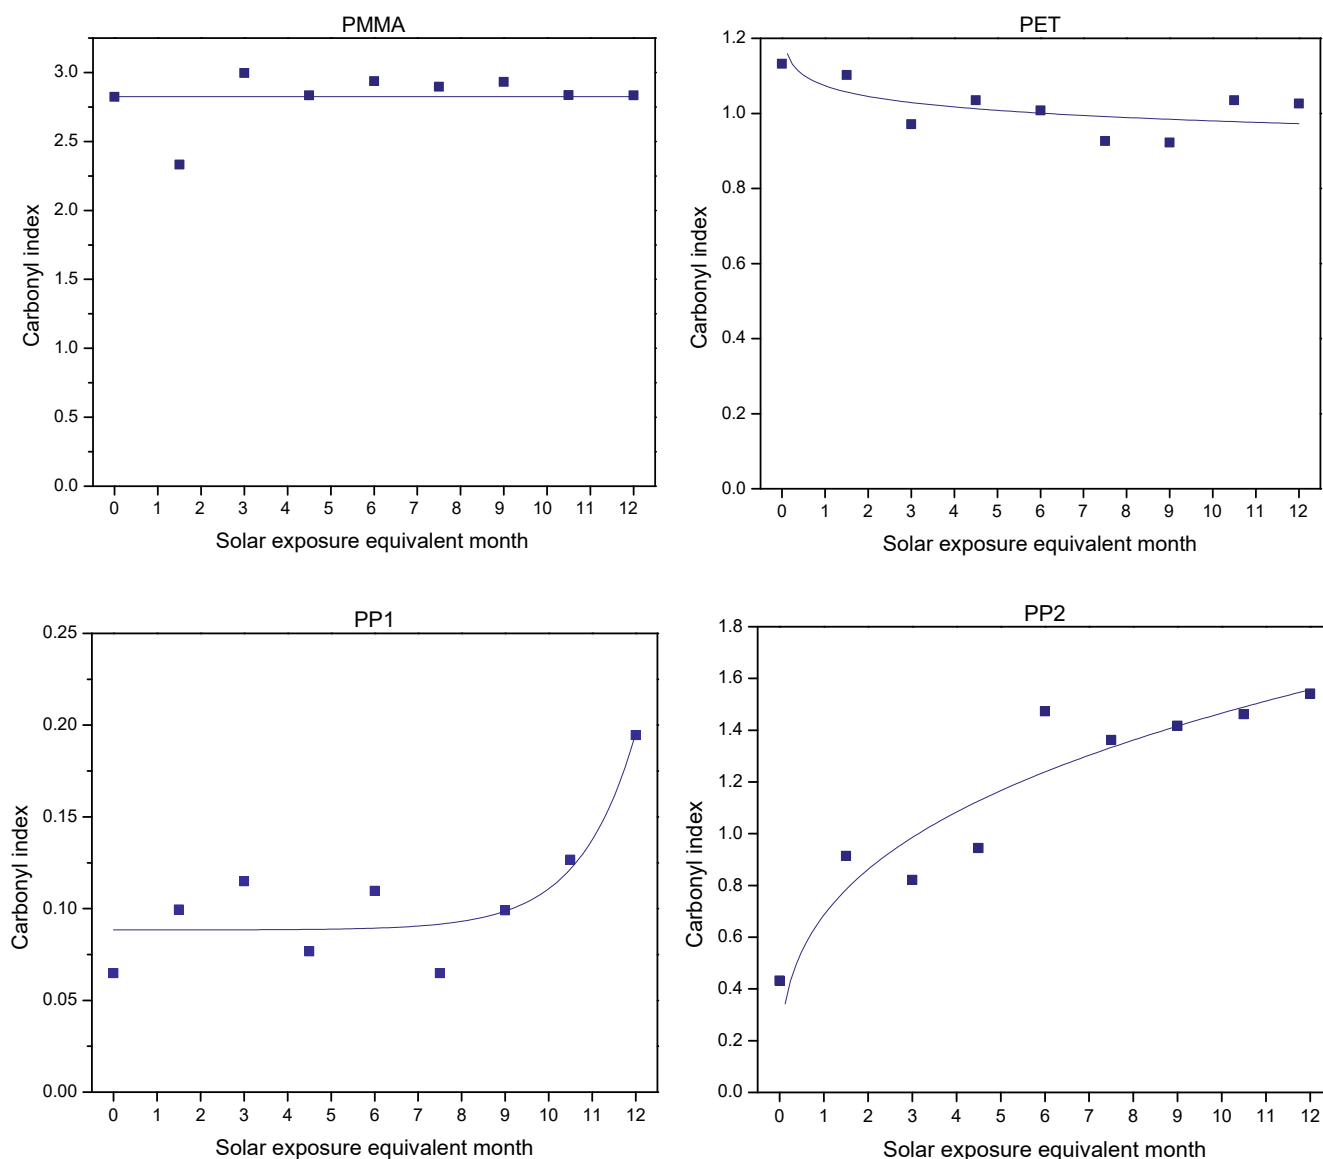 PMMA
Carbonyl index
3.0
2.5
2.0
1.5
1.0
0.5
0.0
0 1 2 3 4 5 6 7 8 9 10 11 12
Solar exposure equivalent month
PET
Carbonyl index
1.2
1.0
0.8
0.6
0.4
0.2
0.0
0 1 2 3 4 5 6 7 8 9 10 11 12
Solar exposure equivalent month
PP1
Carbonyl index
0.25
0.20
0.15
0.10
0.05
0.00
0 1 2 3 4 5 6 7 8 9 10 11 12
Solar exposure equivalent month
PP2
Carbonyl index
1.8
1.6
1.4
1.2
1.0
0.8
0.6
0.4
0.2
0.0
0 1 2 3 4 5 6 7 8 9 10 11 12
Solar exposure equivalent month